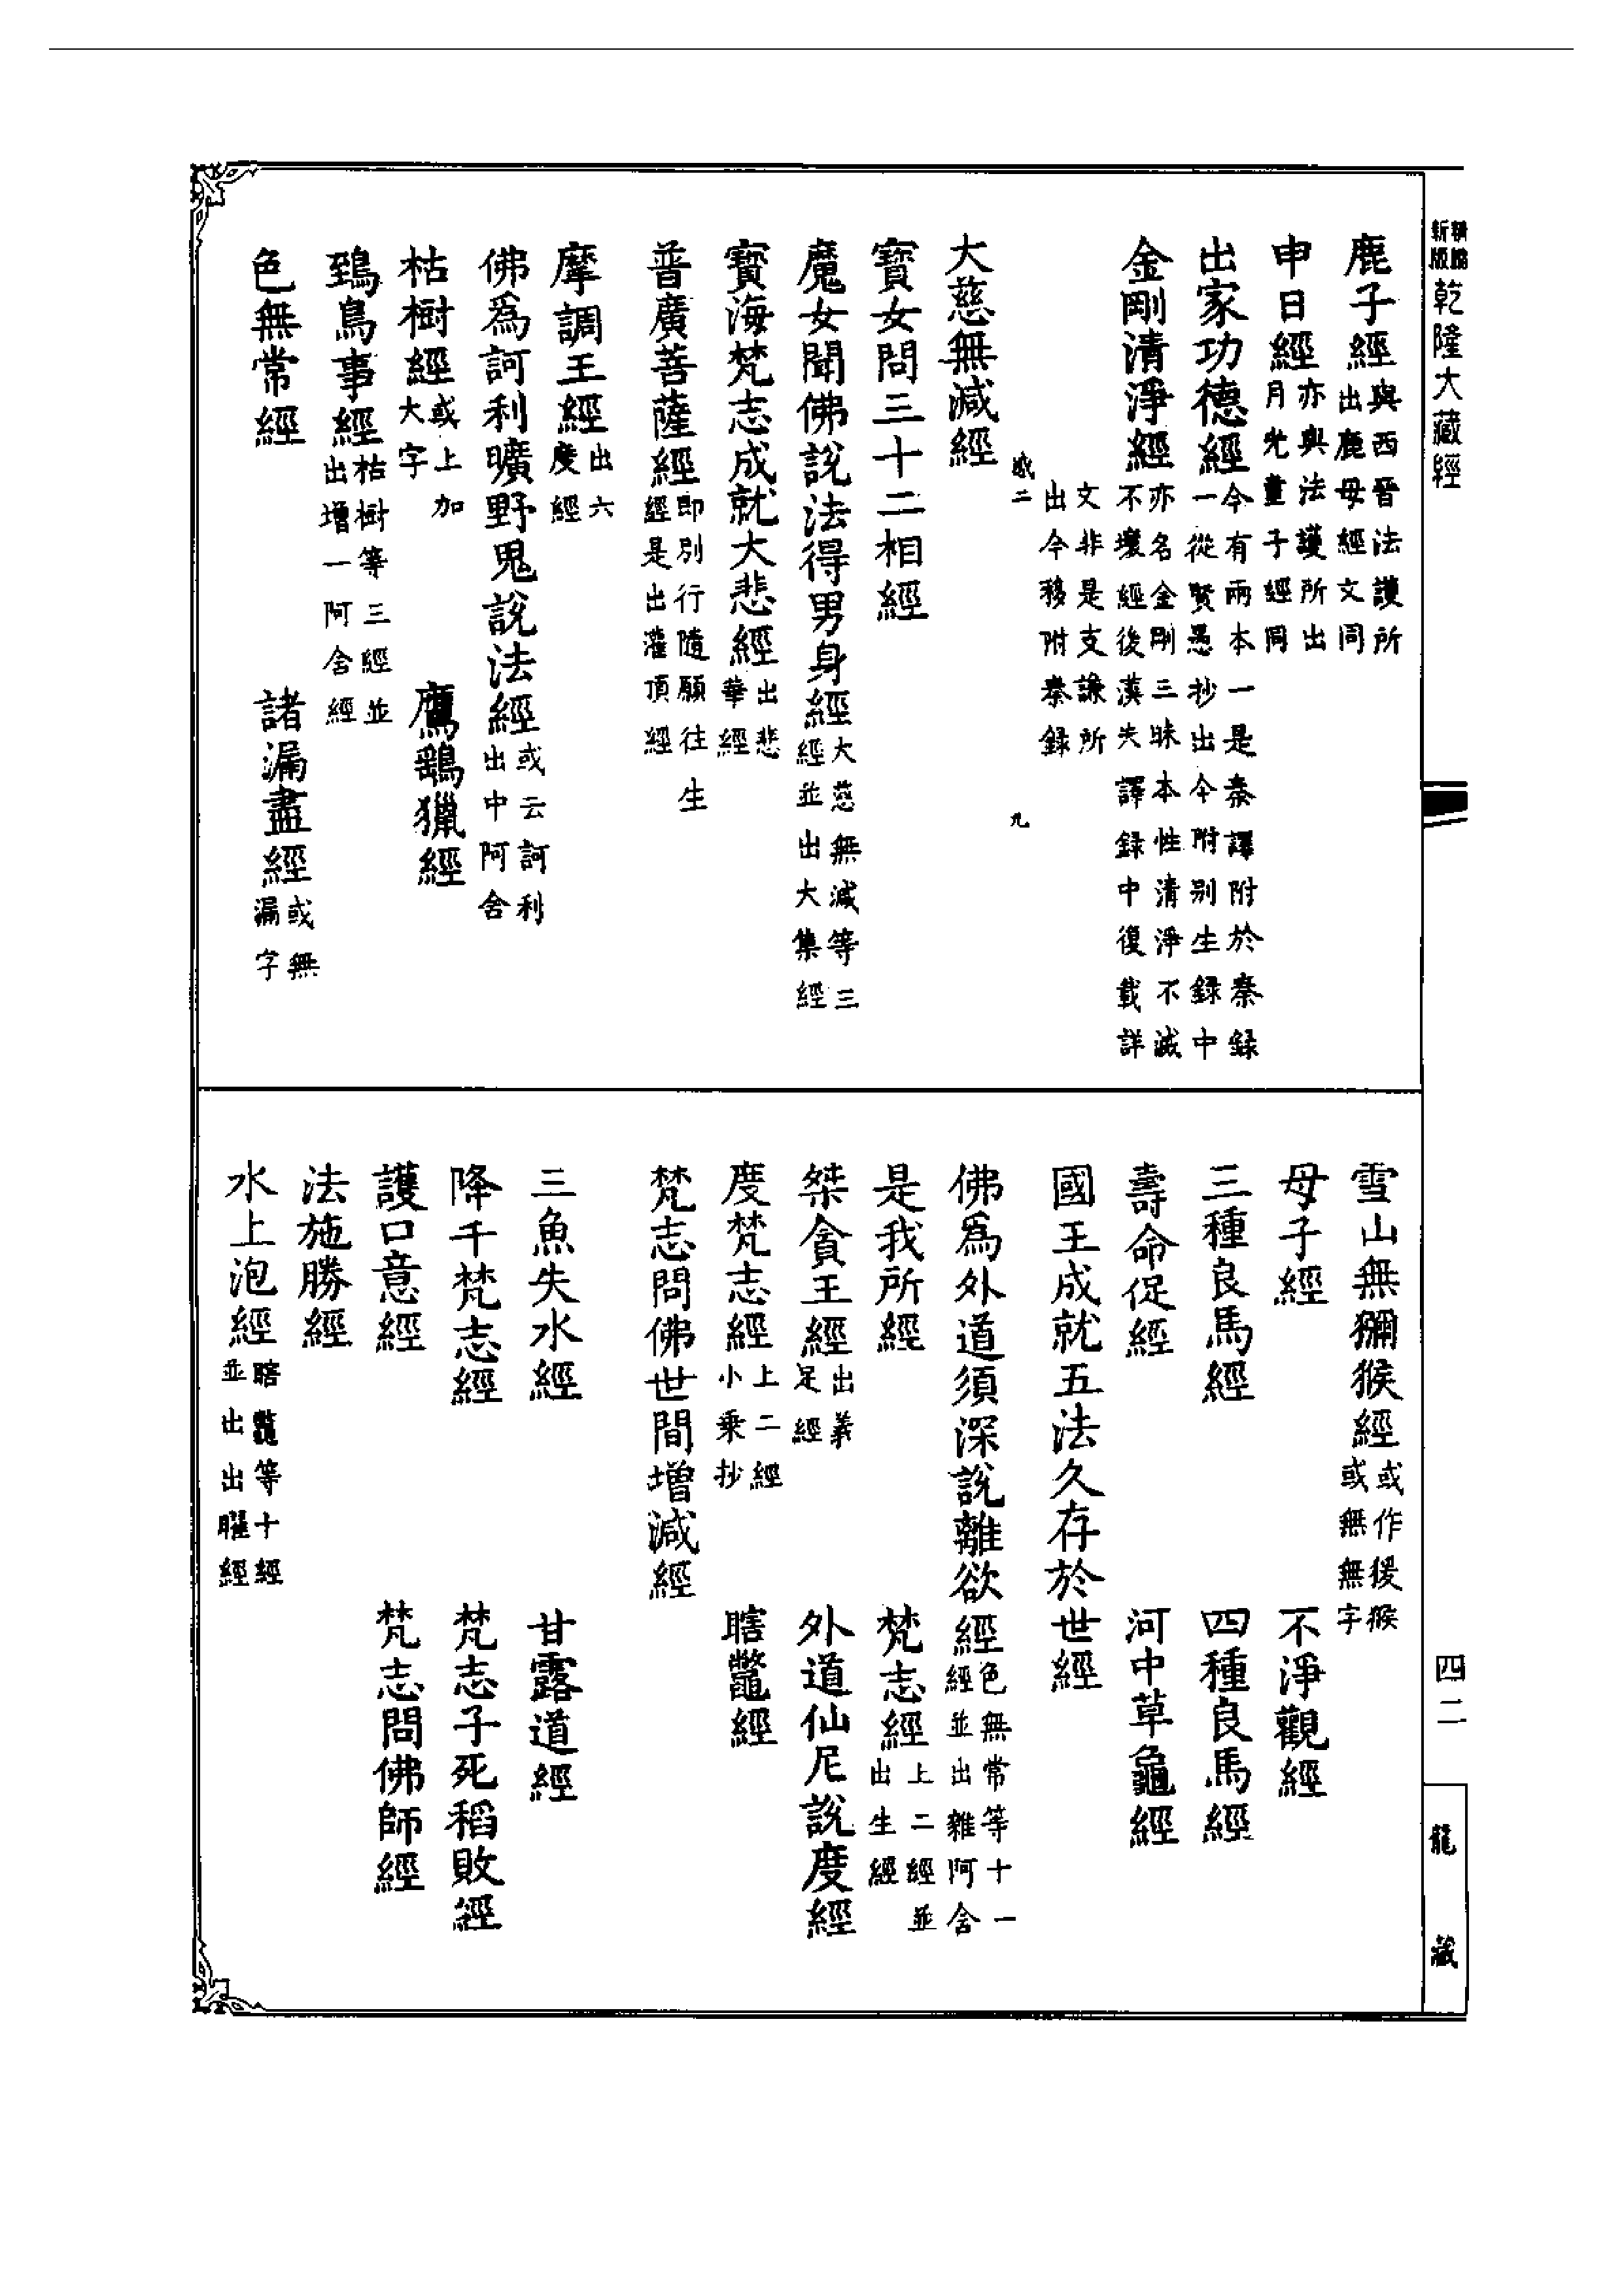 新版
乾隆大藏經
鹿子經與西晉法護所
出鹿母經文同
申日經亦與法護所出
月光童子經同
出家功德經今有兩本一是秦譯附於秦録
一從賢愚抄出今附别生録中
金剛清淨經亦名金剛三昧本性清淨不滅
不壞經後漢失譯録中復載詳
文非是支謙所
出今移附秦録
九
大慈無減經
寶女問三十二相經
魔女聞佛說法得男身經大慈無減等三
經並出大集經
寶海梵志成就大悲經出悲
華經
普廣菩薩經即别行隨願往生
經是出灌頂經
摩調王經出六
度經
佛爲訶利曠野鬼說法經或云訶利
出中阿含
枯樹經或上加
大字
鷹鷂獵經
鵄鳥事經枯樹等三經並
出增一阿含經
色無常經
諸漏盡經或無
漏字
雪山無獼猴經或作猨猴
或無無字
母子經
不淨觀經
三種良馬經
四種良馬經
壽命促經
河中草龜經
國王成就五法久存於世經
佛爲外道須深說離欲經色無常等十一
經並出雜阿含
是我所經
梵志經上二經並
出生經
桀貪王經出義
足經
外道仙尼說度經
度梵志經上二經
小乗抄
瞎鼈經
梵志問佛世間增減經
三魚失水經
甘露道經
降千梵志經
梵志子死稻敗經
護口意經
梵志問佛師經
法施勝經
水上泡經瞎鼈等十經
並出出曜經
四二
龍藏